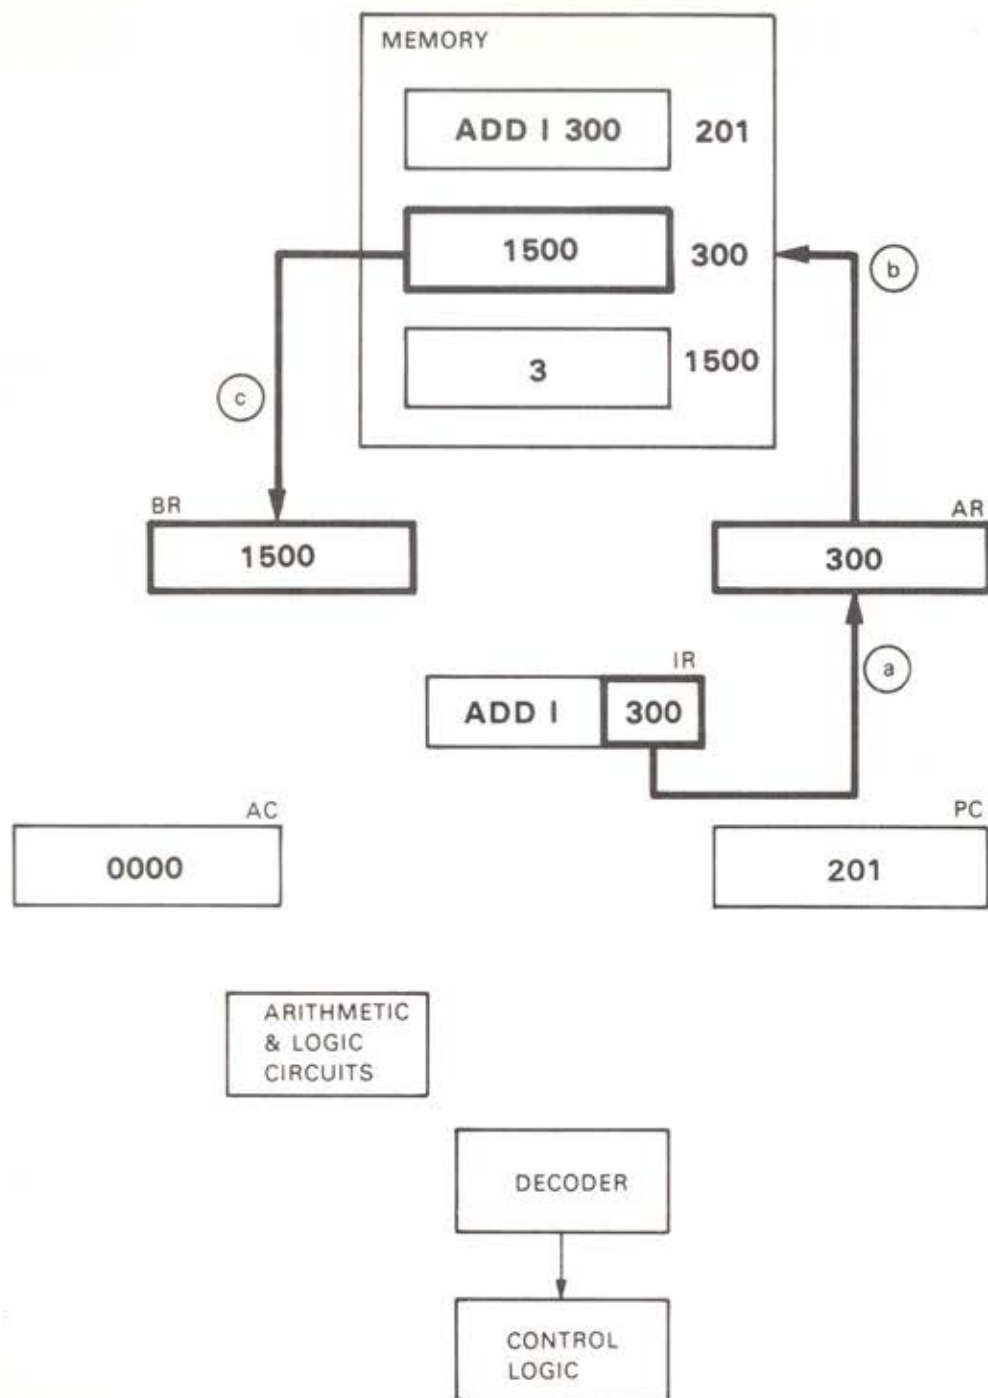 MEMORY
ADD I 300 201
1500 300
b
3 1500
c
BR
AR
1500
300
IR
a
ADD I 300
AC
PC
0000
201
ARITHMETIC
& LOGIC
CIRCUITS
DECODER
CONTROL
LOGIC